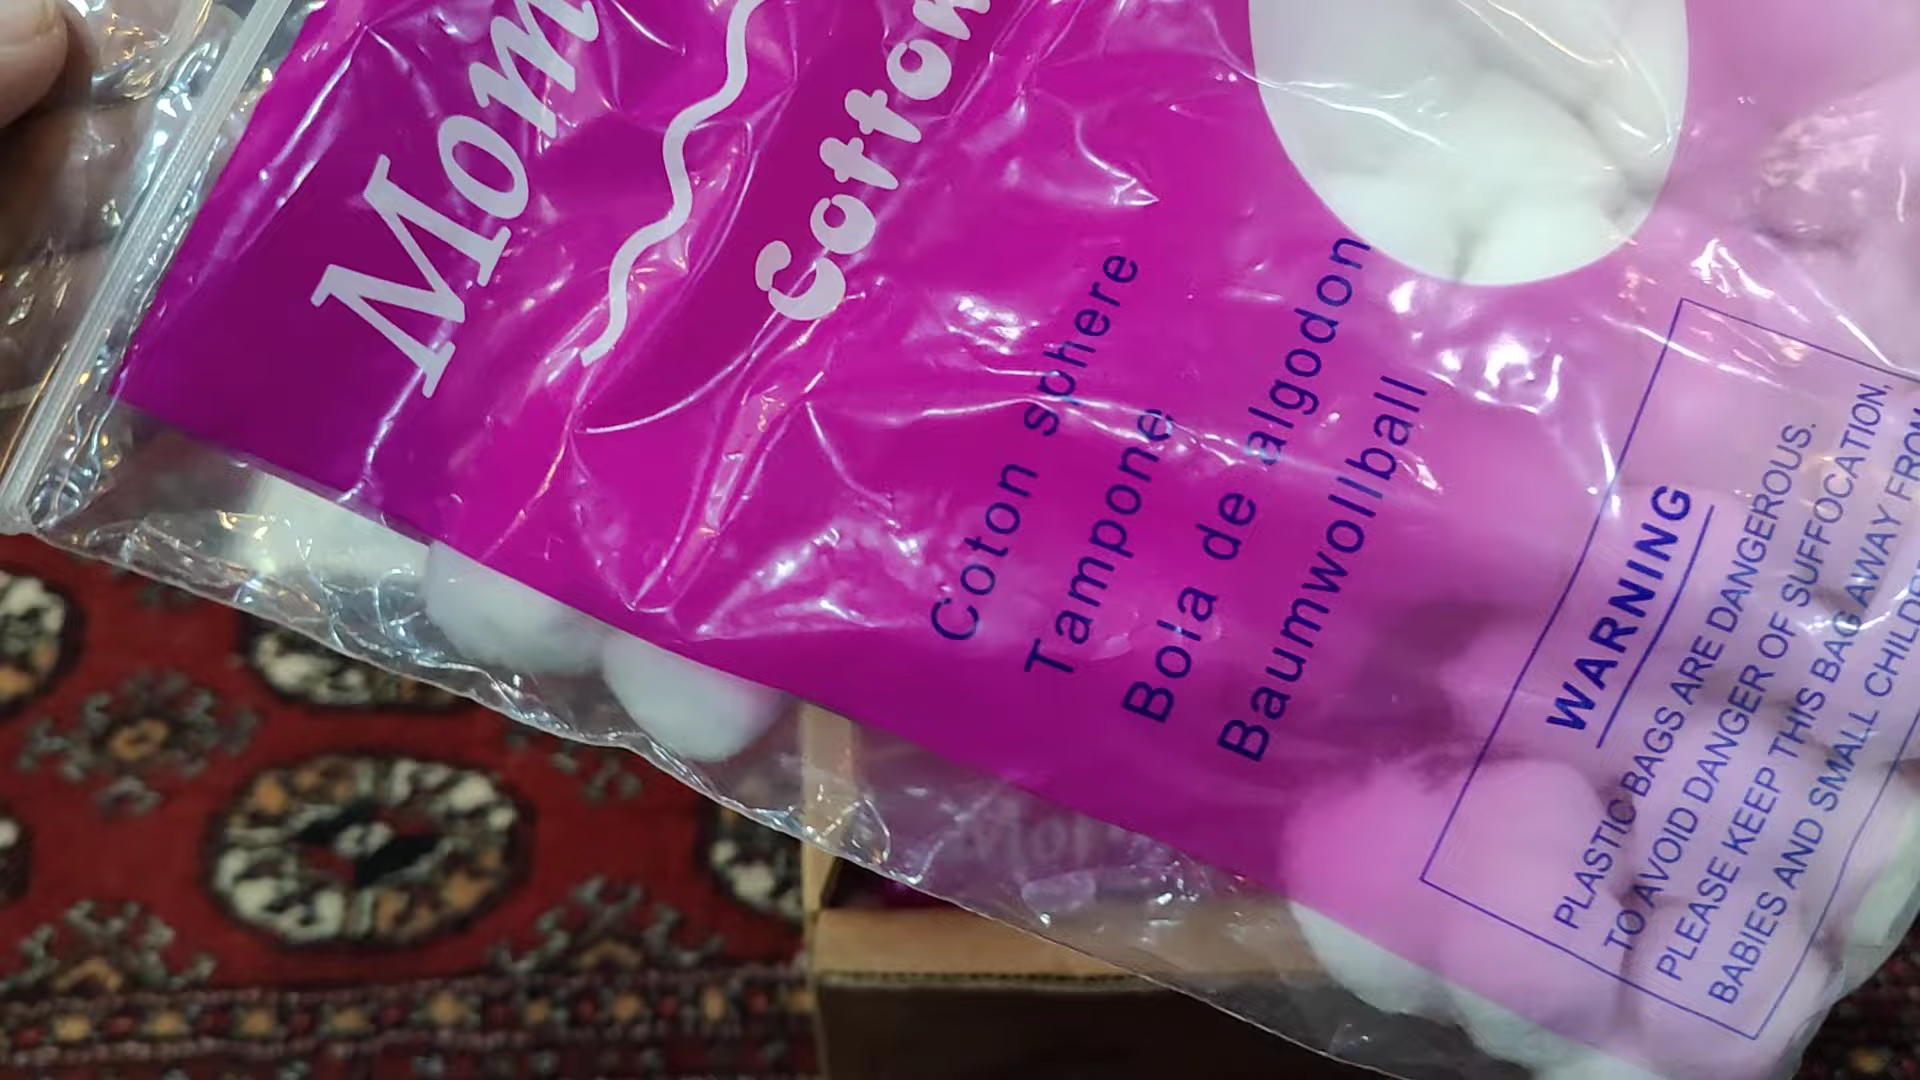 Mom
Cotton
Coton sphere
Tampone
Bola de algodon
Baumwollball
WARNING
PLASTIC BAGS ARE DANGEROUS.
TO AVOID DANGER OF SUFFOCATION,
PLEASE KEEP THIS BAG AWAY FROM
BABIES AND SMALL